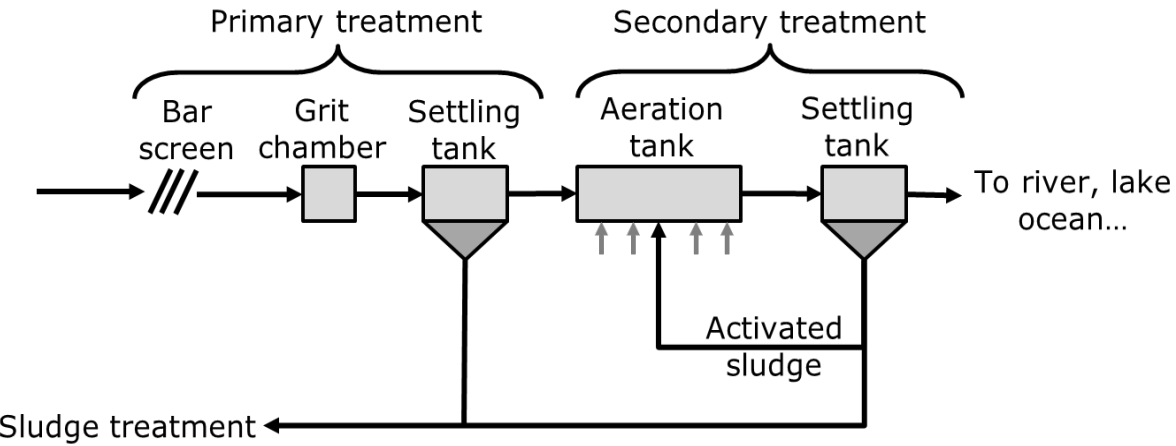 Primary treatment
Secondary treatment
Bar
screen
Grit
chamber
Settling
tank
Aeration
tank
Settling
tank
To river, lake
ocean…
Activated
sludge
Sludge treatment